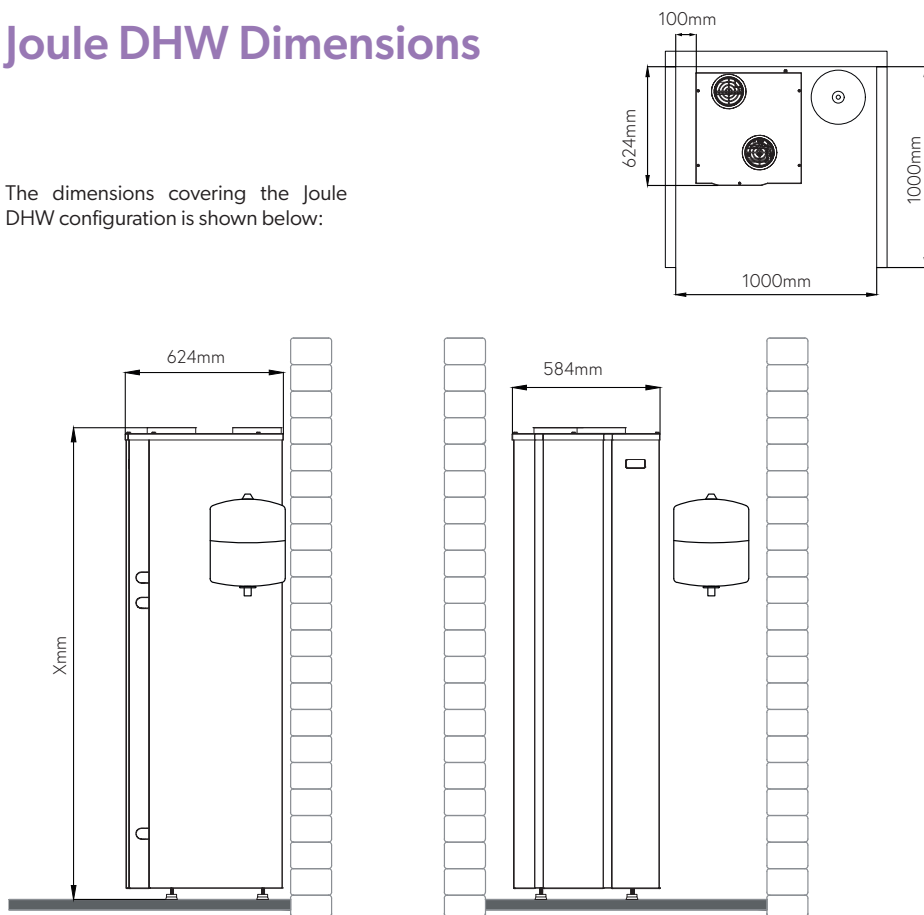 Joule DHW Dimensions
100mm
624mm
1000mm
1000mm
The dimensions covering the Joule
DHW configuration is shown below:
624mm
584mm
Xmm